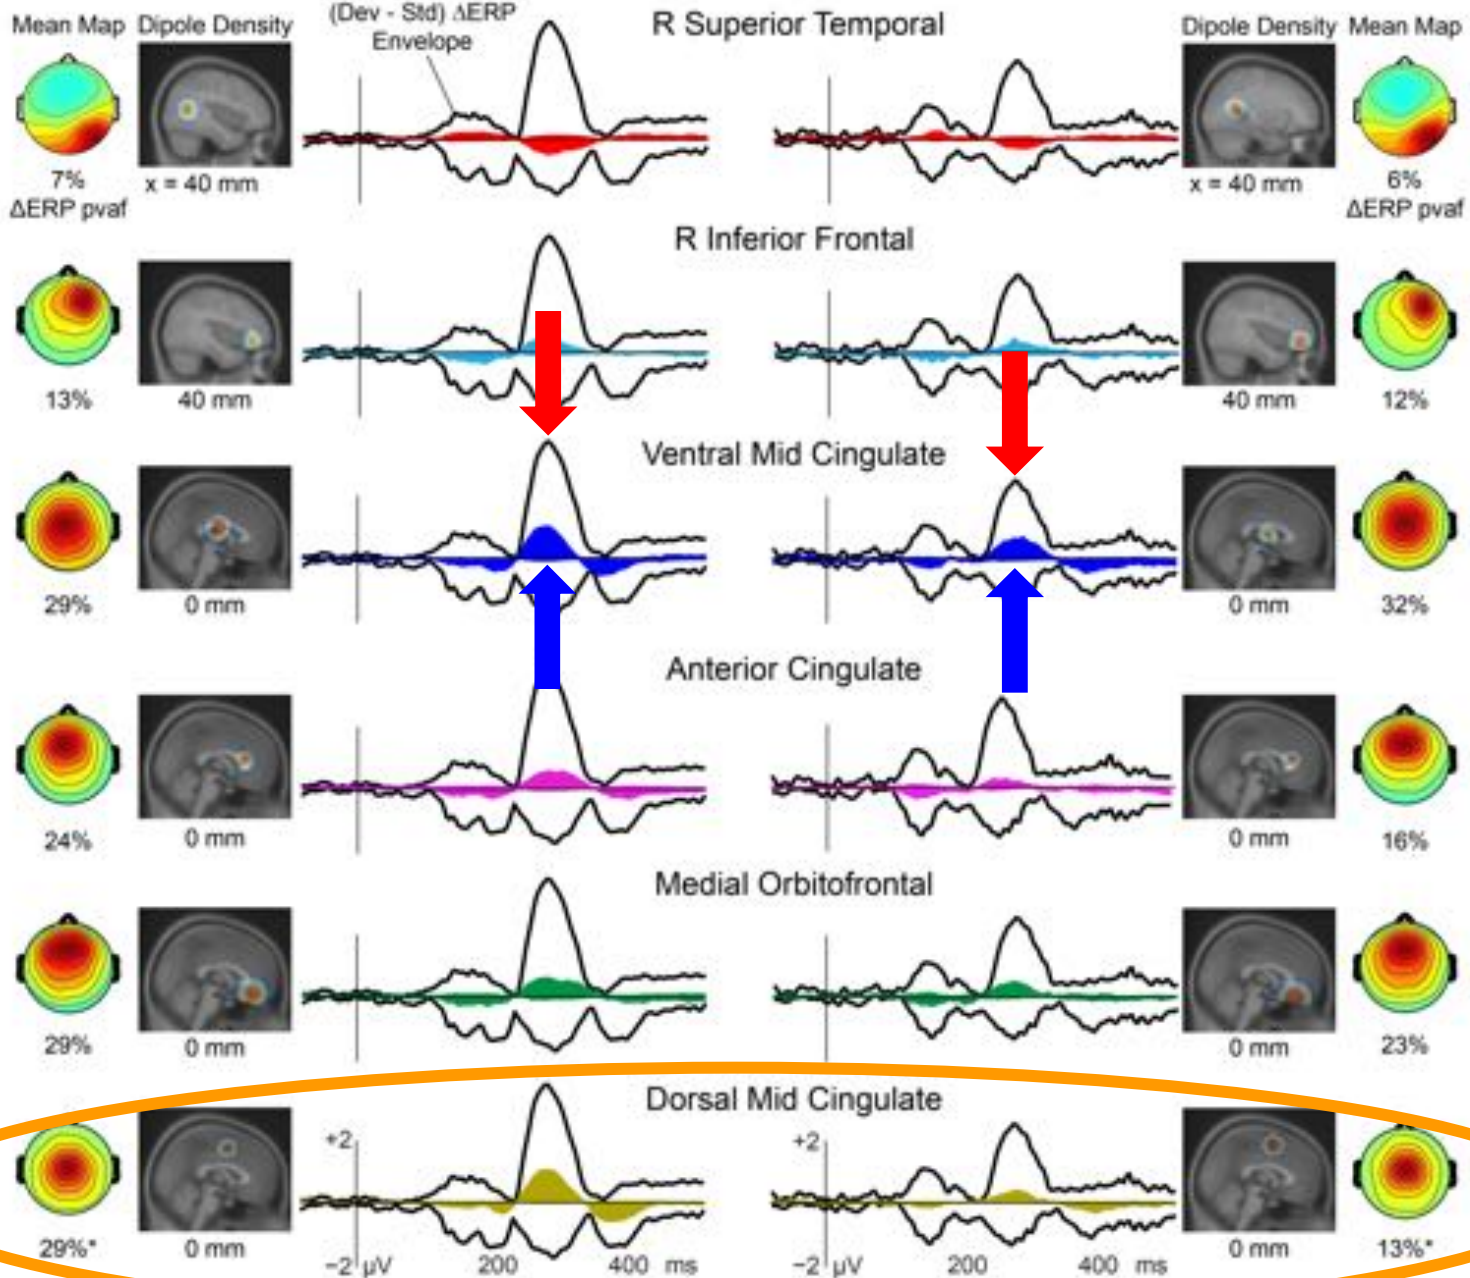 Mean Map Dipole Density (Dev - Std) ΔERP Envelope R Superior Temporal Dipole Density Mean Map
7% ΔERP pvaf x = 40 mm x = 40 mm 6% ΔERP pvaf
R Inferior Frontal
13% 40 mm 40 mm 12%
Ventral Mid Cingulate
29% 0 mm 0 mm 32%
Anterior Cingulate
24% 0 mm 0 mm 16%
Medial Orbitofrontal
29% 0 mm 0 mm 23%
Dorsal Mid Cingulate
+2 +2
29%* 0 mm −2 µV 200 400 ms −2 µV 200 400 ms 0 mm 13%*